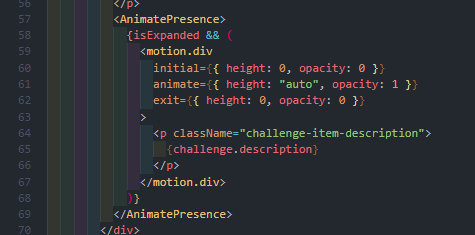 56 </p>
57 <AnimatePresence>
58 {isExpanded && (
59 <motion.div
60 initial={{ height: 0, opacity: 0 }}
61 animate={{ height: "auto", opacity: 1 }}
62 exit={{ height: 0, opacity: 0 }}
63 >
64 <p className="challenge-item-description">
65 {challenge.description}
66 </p>
67 </motion.div>
68 )}
69 </AnimatePresence>
70 </div>